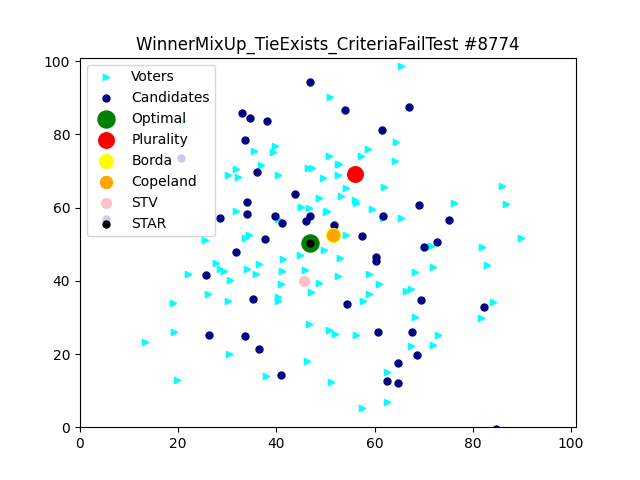 WinnerMixUp_TieExists_CriteriaFailTest #8774
100
80
60
40
20
0
Voters
Candidates
Optimal
Plurality
Borda
Copeland
STV
STAR
0 20 40 60 80 100